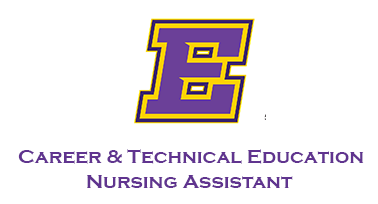 E
CAREER & TECHNICAL EDUCATION
NURSING ASSISTANT